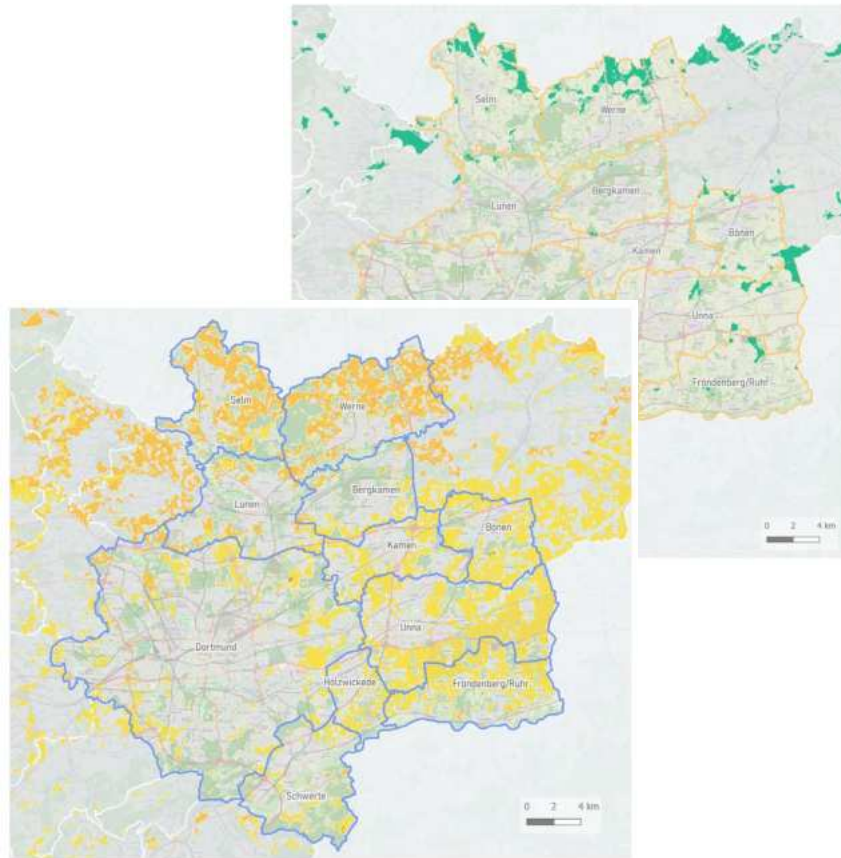 Selm
Werne
Bergkamen
Lünen
Bönen
Kamen
Unna
Fröndenberg/Ruhr
0 2 4 km
Selm
Werne
Bergkamen
Lünen
Bönen
Kamen
Unna
Dortmund
Holzwickede
Fröndenberg/Ruhr
Schwerte
0 2 4 km